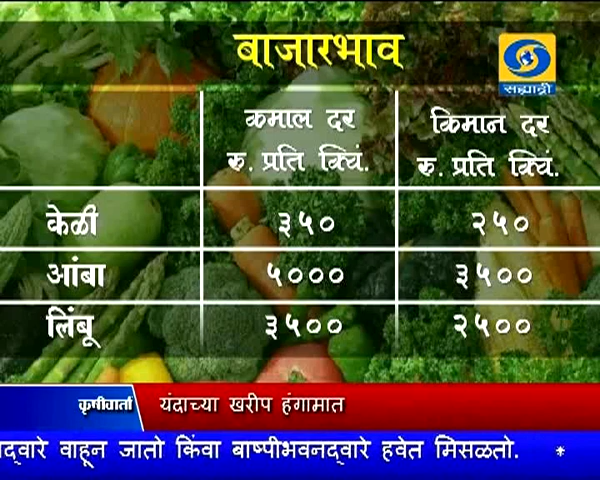 बाजारभाव
सह्याद्री
कमाल दर
रु. प्रति क्विं.
किमान दर
रु. प्रति क्विं.
केळी ३५० २५०
आंबा ५००० ३५००
लिंबू ३५०० २५००
कृषीवार्ता यंदाच्या खरीप हंगामात
द्वारे वाहून जातो किंवा बाष्पीभवनद्वारे हवेत मिसळतो. *